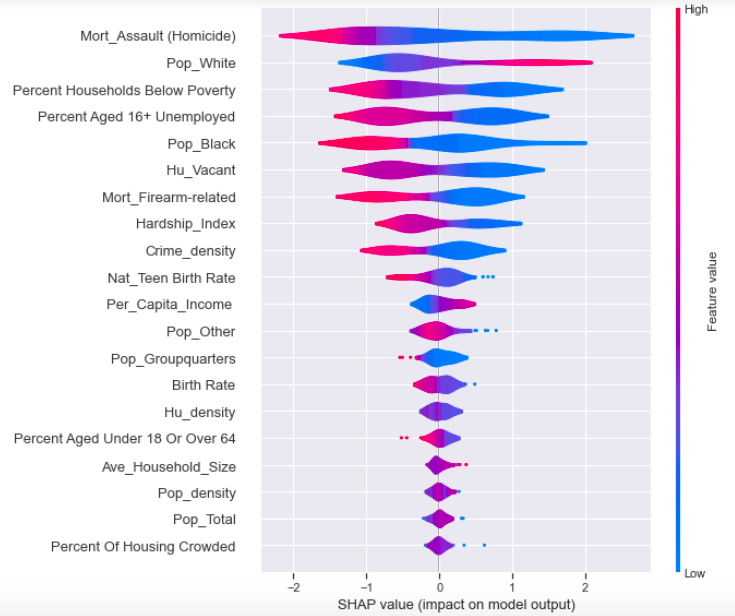 High
Mort_Assault (Homicide)
Pop_White
Percent Households Below Poverty
Percent Aged 16+ Unemployed
Pop_Black
Hu_Vacant
Mort_Firearm-related
Hardship_Index
Crime_density
Nat_Teen Birth Rate
Per_Capita_Income
Pop_Other
Pop_Groupquarters
Birth Rate
Hu_density
Percent Aged Under 18 Or Over 64
Ave_Household_Size
Pop_density
Pop_Total
Percent Of Housing Crowded
Feature value
Low
−2 −1 0 1 2
SHAP value (impact on model output)